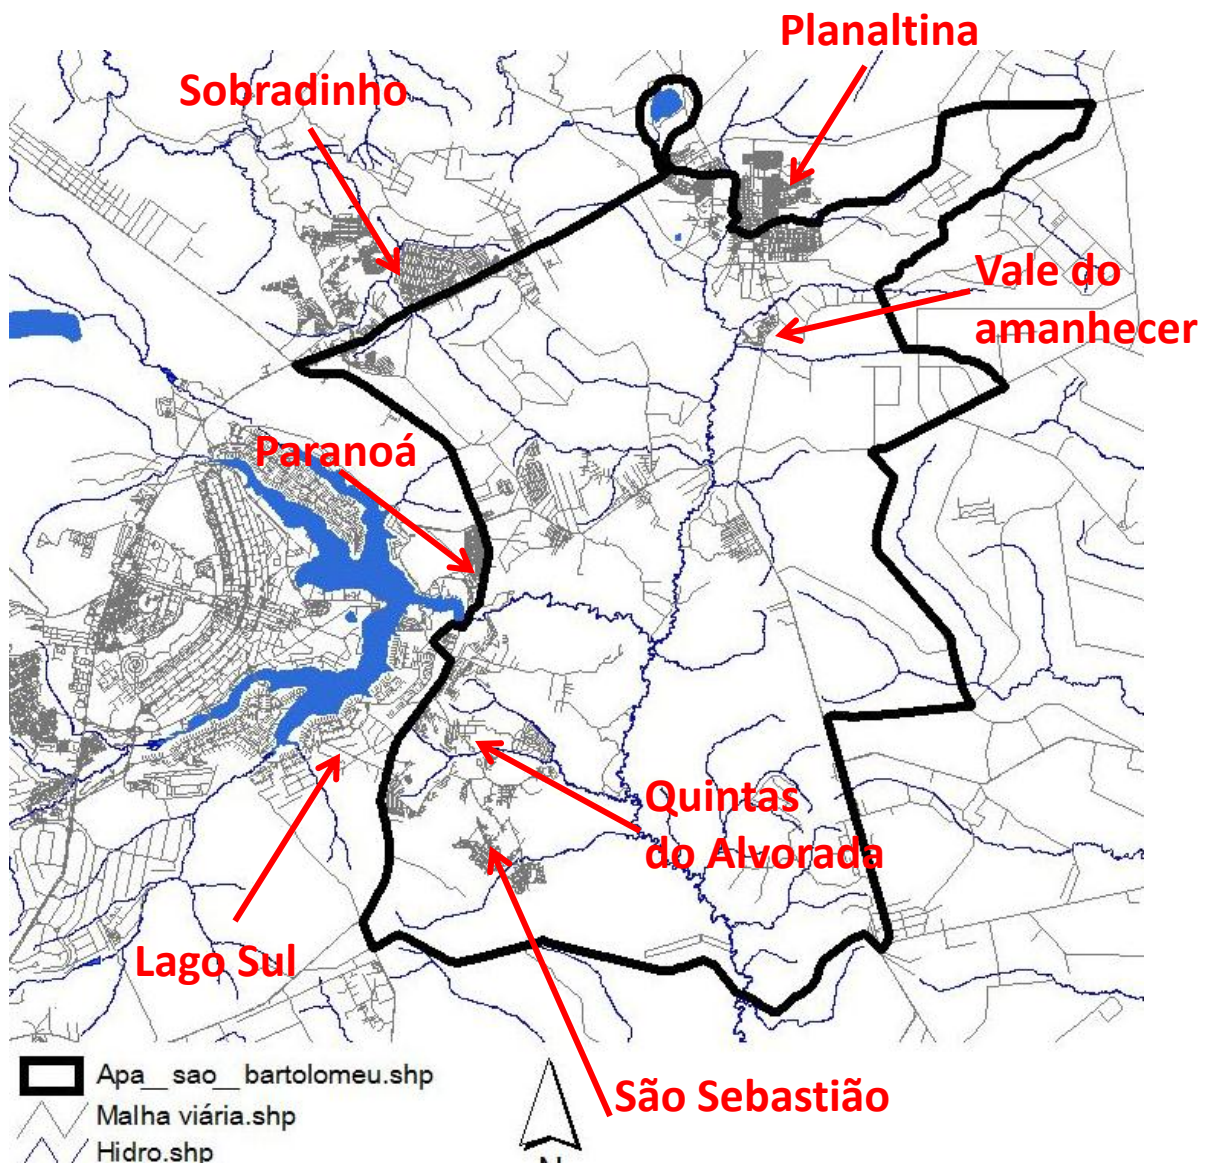 Planaltina
Sobradinho
Vale do
amanhecer
Paranoá
Quintas
do Alvorada
Lago Sul
São Sebastião
Apa__sao__bartolomeu.shp
Malha viária.shp
Hidro.shp
N